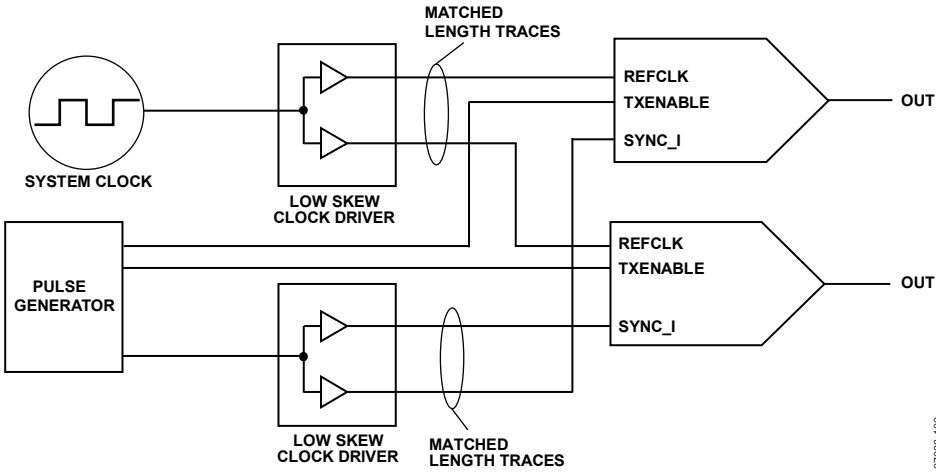 MATCHED
LENGTH TRACES
REFCLK
TXENABLE
SYNC_I
OUT
SYSTEM CLOCK
LOW SKEW
CLOCK DRIVER
PULSE
GENERATOR
REFCLK
TXENABLE
SYNC_I
OUT
LOW SKEW
CLOCK DRIVER
MATCHED
LENGTH TRACES